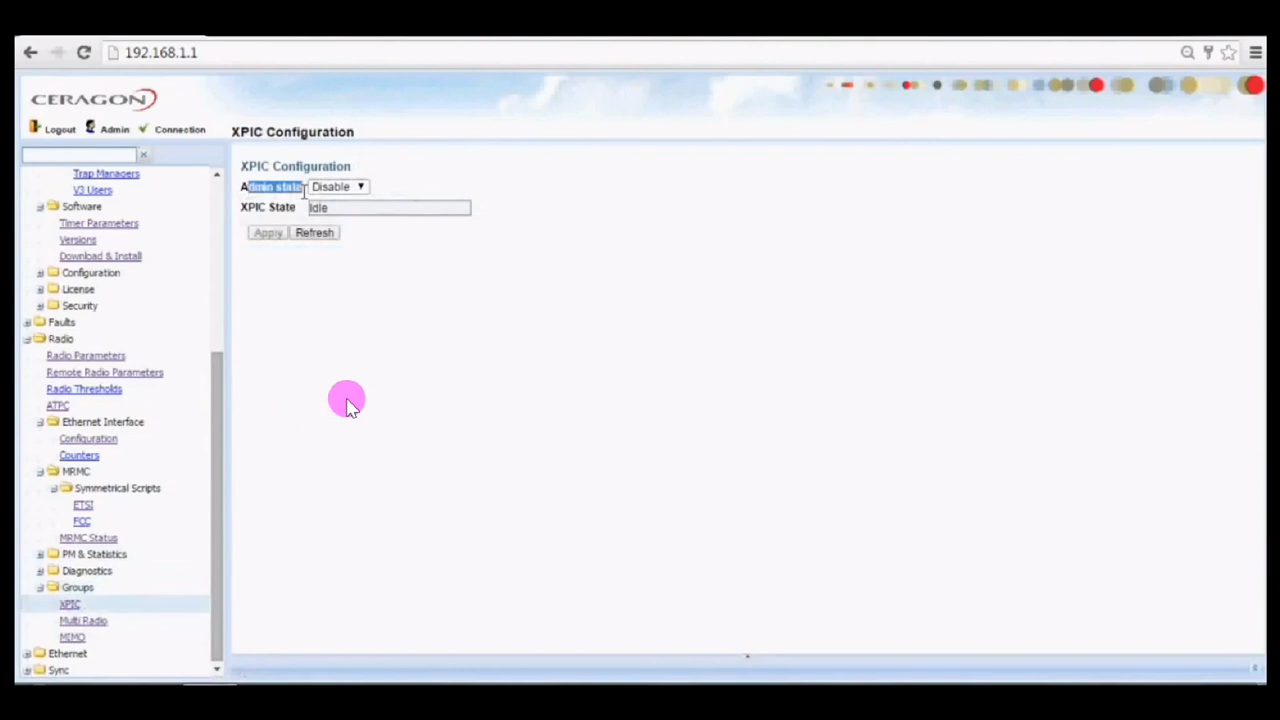 192.168.1.1
CERAGON
Logout Admin Connection
XPIC Configuration
XPIC Configuration
Admin state Disable
XPIC State Idle
Apply Refresh
Trap Managers
V3 Users
Software
Timer Parameters
Versions
Download & Install
Configuration
License
Security
Faults
Radio
Radio Parameters
Remote Radio Parameters
Radio Thresholds
ATPC
Ethernet Interface
Configuration
Counters
MRMC
Symmetrical Scripts
ETSI
FCC
MRMC Status
PM & Statistics
Diagnostics
Groups
XPIC
Multi Radio
MIMO
Ethernet
Sync